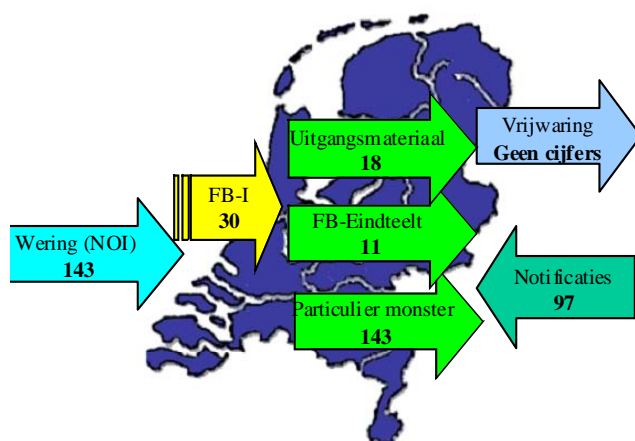 Uitgangsmateriaal
18
Vrijwaring
Geen cijfers
FB-I
30
FB-Eindteelt
11
Wering (NOI)
143
Notificaties
97
Particulier monster
143